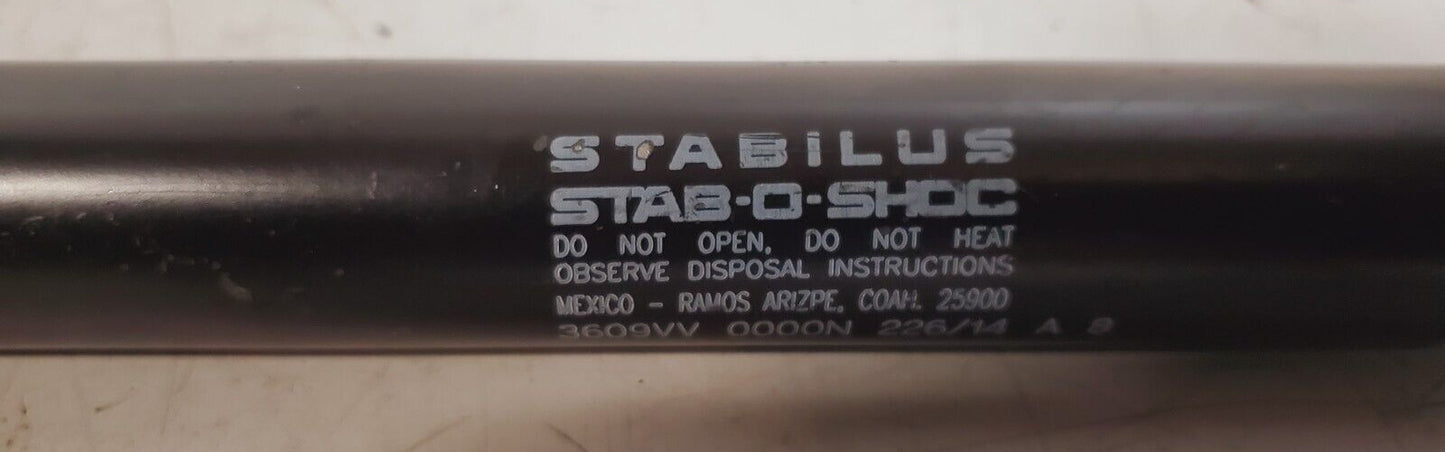 STABiLUS
STAB-O-SHOC
DO NOT OPEN, DO NOT HEAT
OBSERVE DISPOSAL INSTRUCTIONS
MEXICO - RAMOS ARIZPE, COAH. 25900
3609VV 0000N 226/14 A 8